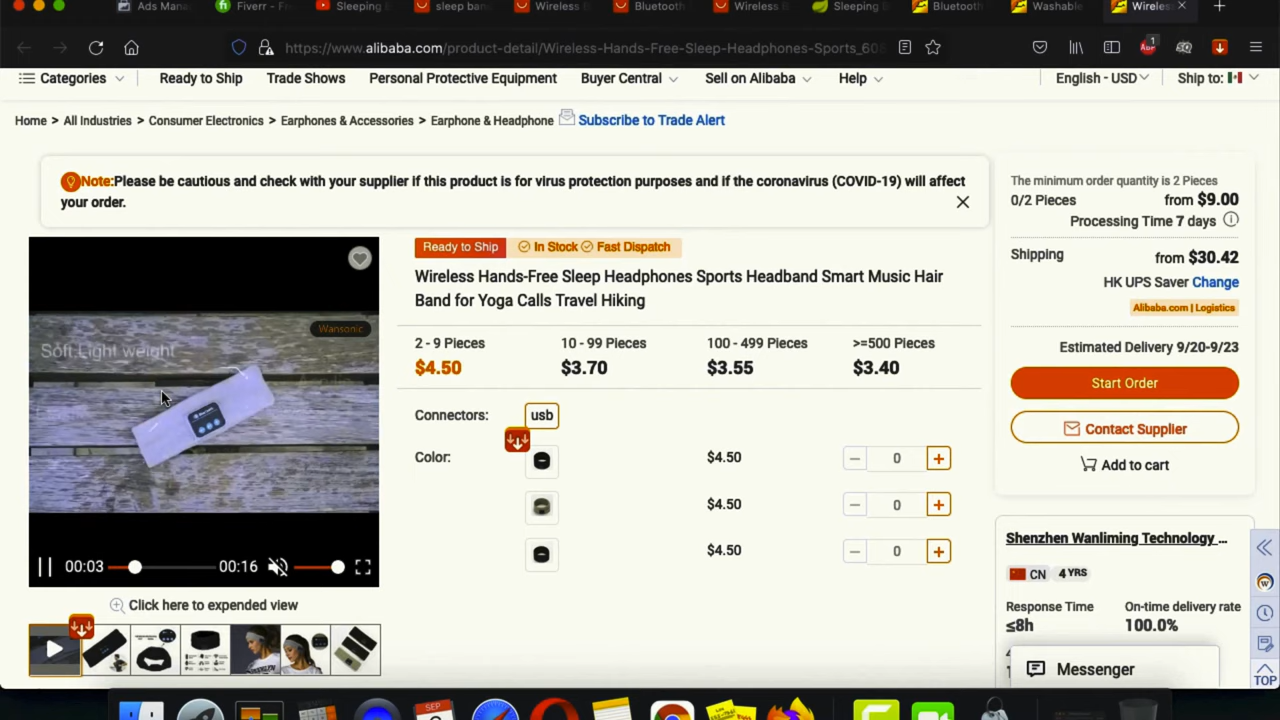 Ads Mana
Fiverr - Fr
Sleeping
sleep ban
Wireless
Bluetooth
Wireless
Sleeping
Bluetooth
Washable
Wireles
https://www.alibaba.com/product-detail/Wireless-Hands-Free-Sleep-Headphones-Sports_608
ABP
1
Categories
Ready to Ship
Trade Shows
Personal Protective Equipment
Buyer Central
Sell on Alibaba
Help
English - USD
Ship to:
Home > All Industries > Consumer Electronics > Earphones & Accessories > Earphone & Headphone
Subscribe to Trade Alert
Note:Please be cautious and check with your supplier if this product is for virus protection purposes and if the coronavirus (COVID-19) will affect
your order.
The minimum order quantity is 2 Pieces
0/2 Pieces from $9.00
Processing Time 7 days
Shipping from $30.42
HK UPS Saver Change
Alibaba.com | Logistics
Estimated Delivery 9/20-9/23
Start Order
Contact Supplier
Add to cart
Ready to Ship
In Stock Fast Dispatch
Wireless Hands-Free Sleep Headphones Sports Headband Smart Music Hair
Band for Yoga Calls Travel Hiking
2 - 9 Pieces 10 - 99 Pieces 100 - 499 Pieces >=500 Pieces
$4.50 $3.70 $3.55 $3.40
Connectors: usb
Color: $4.50 0
$4.50 0
$4.50 0
Wansonic
Soft Light weight
00:03 00:16
Click here to expended view
Shenzhen Wanliming Technology ...
CN 4 YRS
Response Time On-time delivery rate
≤8h 100.0%
Messenger
TOP
SEP